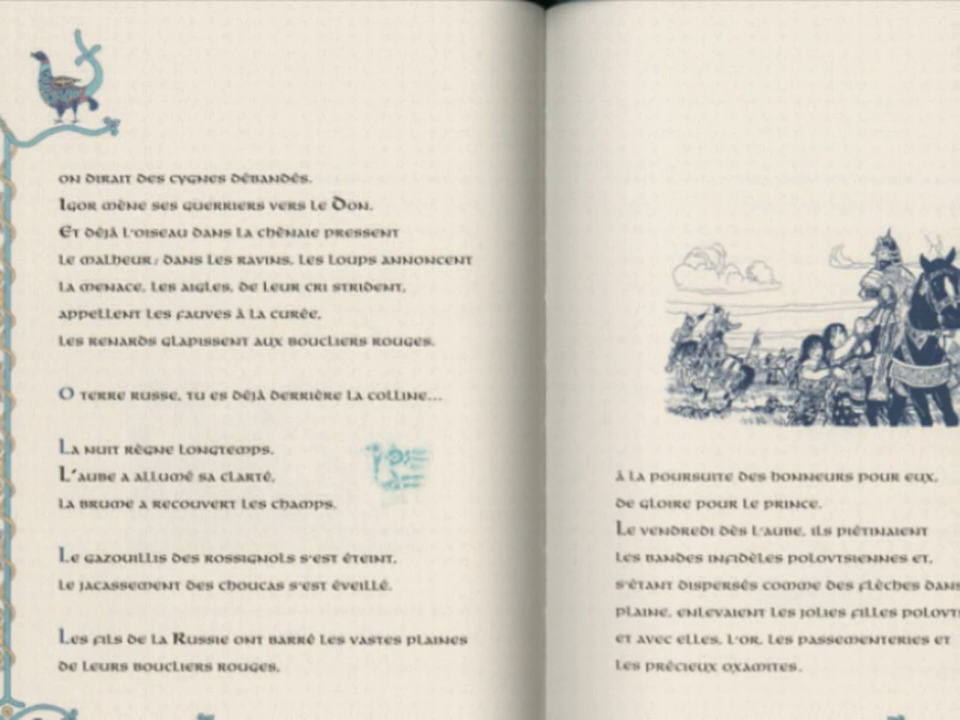 on dirait des cygnes débandés.
Igor mène ses guerriers vers le Don.
Et déjà l'oiseau dans la chênaie pressent
le malheur; dans les ravins, les loups annoncent
la menace, les aigles, de leur cri strident,
appellent les fauves à la curée,
les renards glapissent aux boucliers rouges.
O terre russe, tu es déjà derrière la colline...
La nuit règne longtemps.
L'aube a allumé sa clarté,
la brume a recouvert les champs.
Le gazouillis des rossignols s'est éteint,
le jacassement des choucas s'est éveillé.
Les fils de la Russie ont barré les vastes plaines
de leurs boucliers rouges,
à la poursuite des honneurs pour eux,
de gloire pour le prince.
Le vendredi dès l'aube, ils piétinaient
les bandes infidèles polovtsiennes et,
s'étant dispersés comme des flèches dans
plaine, enlevaient les jolies filles polovts
et avec elles, l'or, les passementeries et
les précieux oxamites.